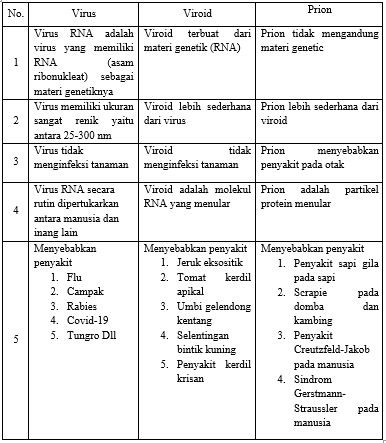 No. Virus Viroid Prion
1
Virus RNA adalah
virus yang memiliki
RNA (asam
ribonukleat) sebagai
materi genetiknya
Viroid terbuat dari
materi genetik (RNA)
Prion tidak mengandung
materi genetic
2
Virus memiliki ukuran
sangat renik yaitu
antara 25-300 nm
Viroid lebih sederhana
dari virus
Prion lebih sederhana dari
viroid
3
Virus tidak
menginfeksi tanaman
Viroid tidak
menginfeksi tanaman
Prion menyebabkan
penyakit pada otak
4
Virus RNA secara
rutin dipertukarkan
antara manusia dan
inang lain
Viroid adalah molekul
RNA yang menular
Prion adalah partikel
protein menular
5
Menyebabkan
penyakit
1. Flu
2. Campak
3. Rabies
4. Covid-19
5. Tungro Dll
Menyebabkan penyakit
1. Jeruk eksositik
2. Tomat kerdil
apikal
3. Umbi gelendong
kentang
4. Selentingan
bintik kuning
5. Penyakit kerdil
krisan
Menyebabkan penyakit
1. Penyakit sapi gila
pada sapi
2. Scrapie pada
domba dan
kambing
3. Penyakit
Creutzfeld-Jakob
pada manusia
4. Sindrom
Gerstmann-
Straussler pada
manusia